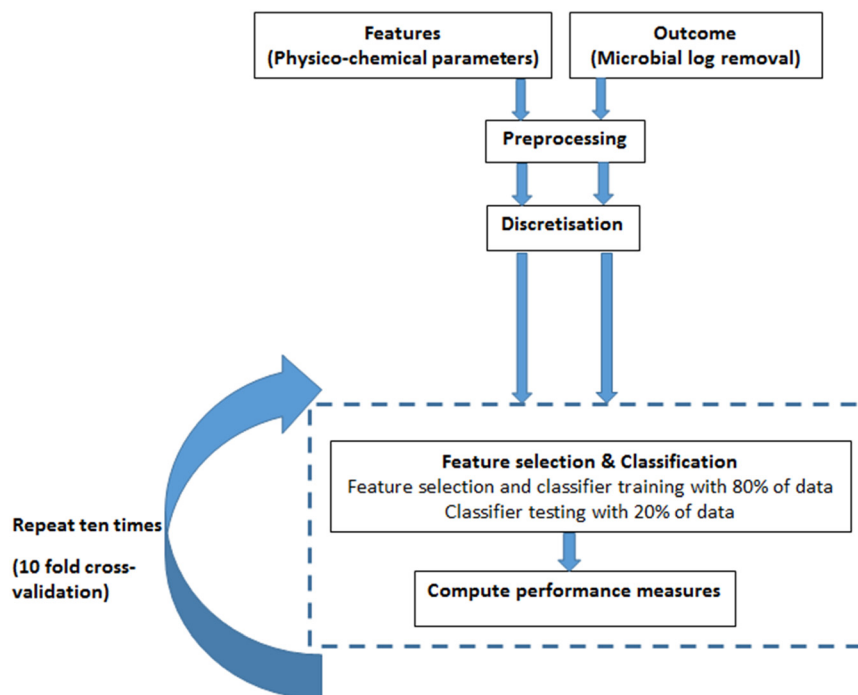 Features
(Physico-chemical parameters)
Outcome
(Microbial log removal)
Preprocessing
Discretisation
Feature selection & Classification
Feature selection and classifier training with 80% of data
Classifier testing with 20% of data
Compute performance measures
Repeat ten times
(10 fold cross-
validation)